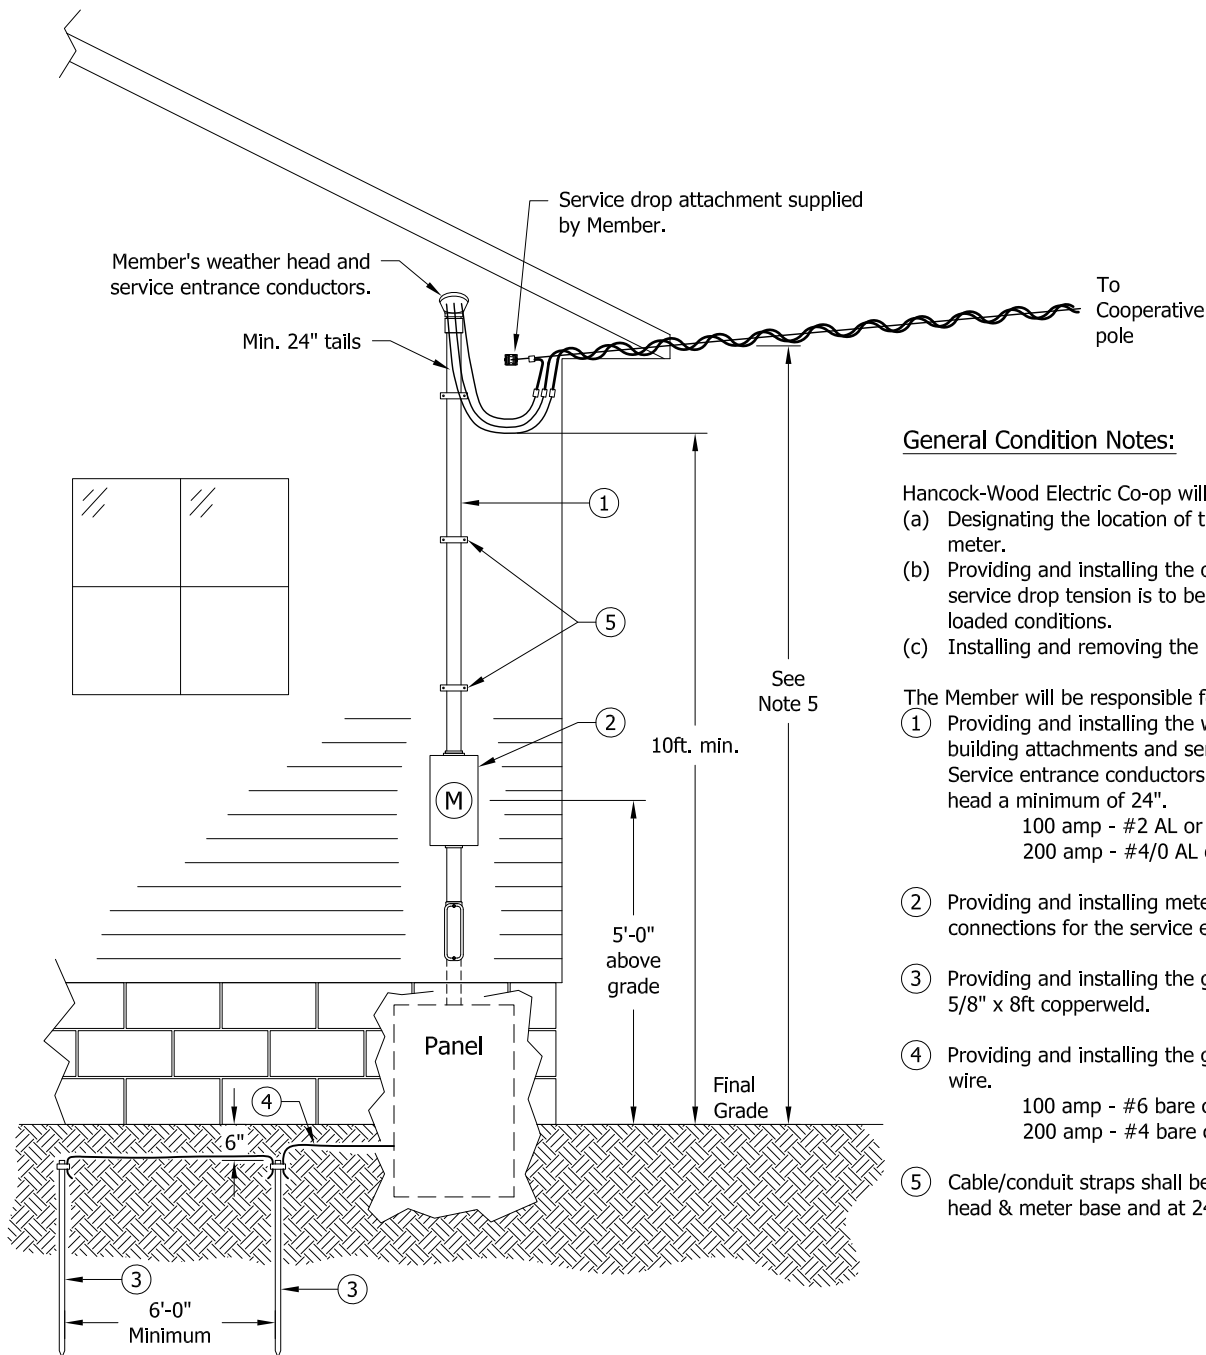 Service drop attachment supplied
by Member.
Member's weather head and
service entrance conductors.
Min. 24" tails
To
Cooperative
pole
1
5
See
Note 5
2
10ft. min.
M
5'-0"
above
grade
Panel
Final
Grade
4
6"
3
3
6'-0"
Minimum
General Condition Notes:
Hancock-Wood Electric Co-op will
(a) Designating the location of t
meter.
(b) Providing and installing the
service drop tension is to be
loaded conditions.
(c) Installing and removing the
The Member will be responsible f
1 Providing and installing the
building attachments and ser
Service entrance conductors
head a minimum of 24".
100 amp - #2 AL or
200 amp - #4/0 AL
2 Providing and installing mete
connections for the service e
3 Providing and installing the g
5/8" x 8ft copperweld.
4 Providing and installing the g
wire.
100 amp - #6 bare
200 amp - #4 bare
5 Cable/conduit straps shall be
head & meter base and at 24